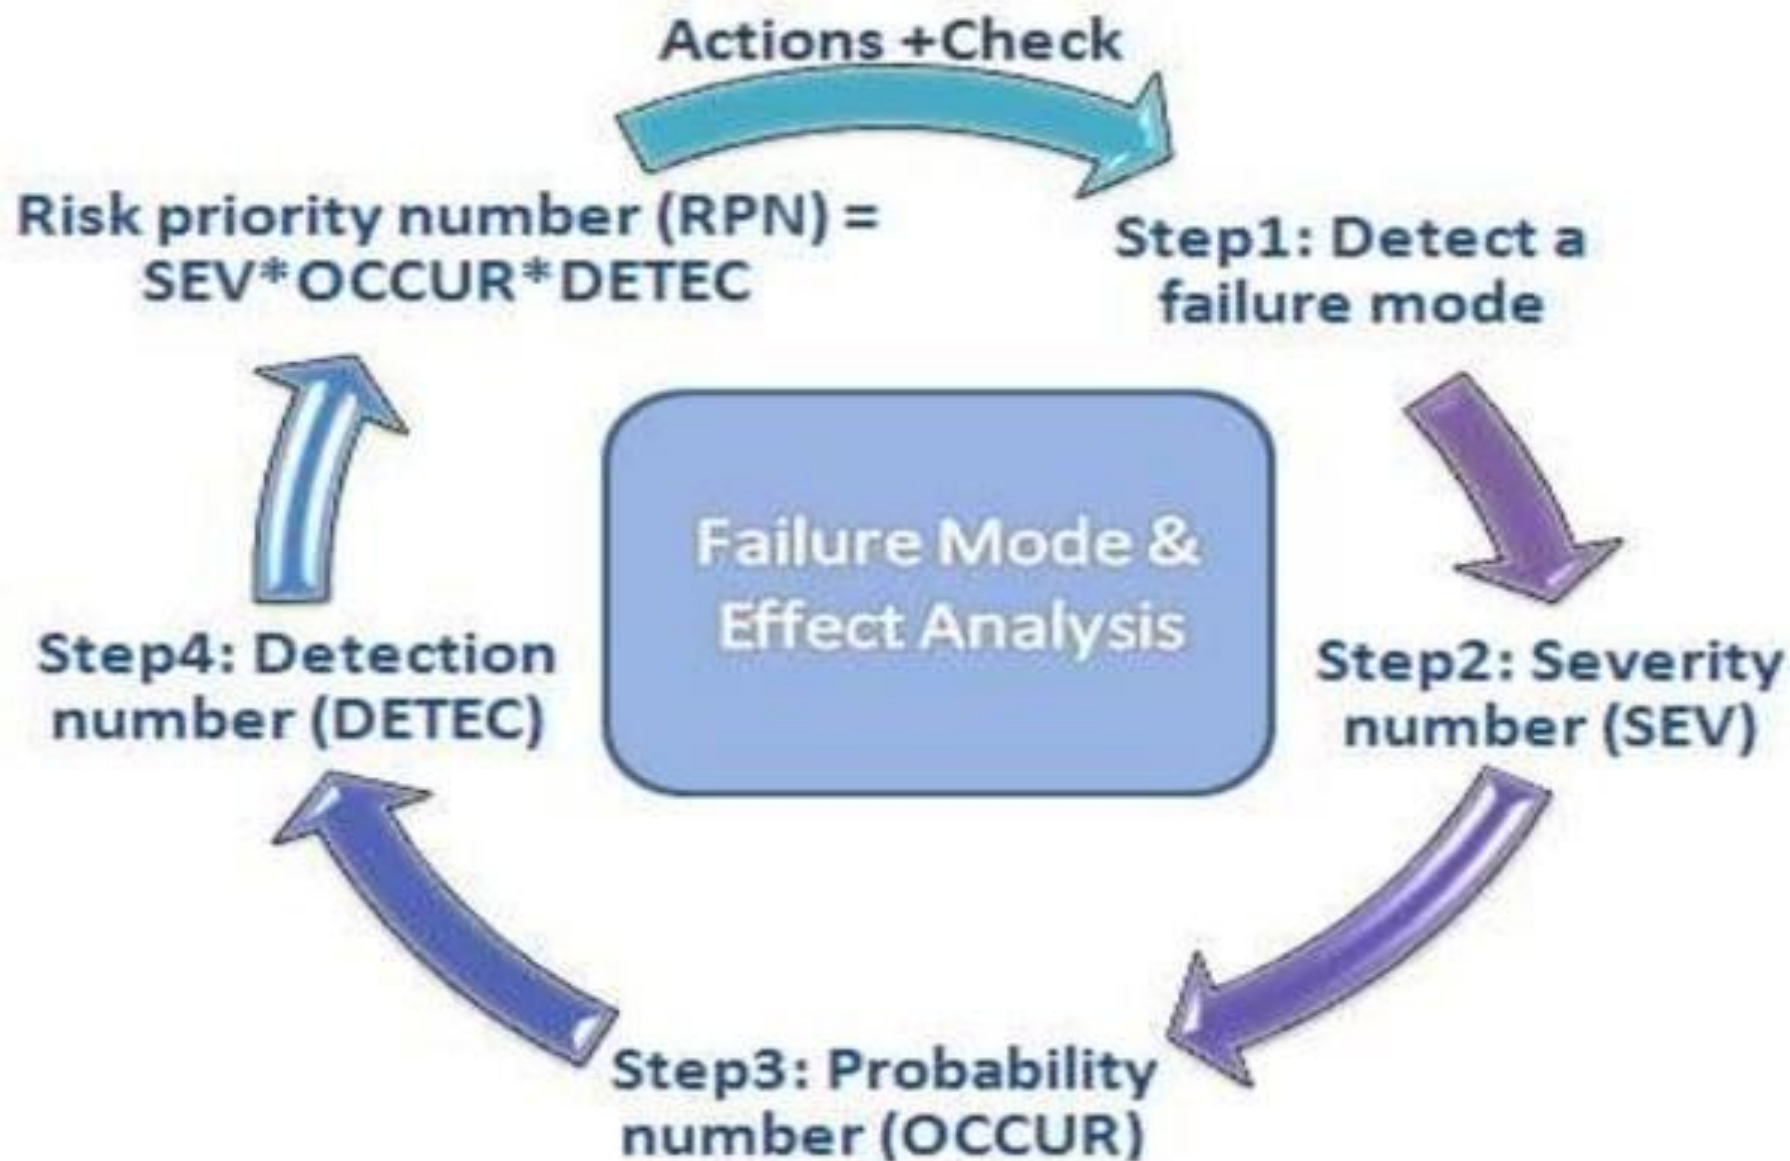 Actions +Check
Risk priority number (RPN) =
SEV*OCCUR*DETEC
Step1: Detect a
failure mode
Failure Mode &
Effect Analysis
Step2: Severity
number (SEV)
Step4: Detection
number (DETEC)
Step3: Probability
number (OCCUR)